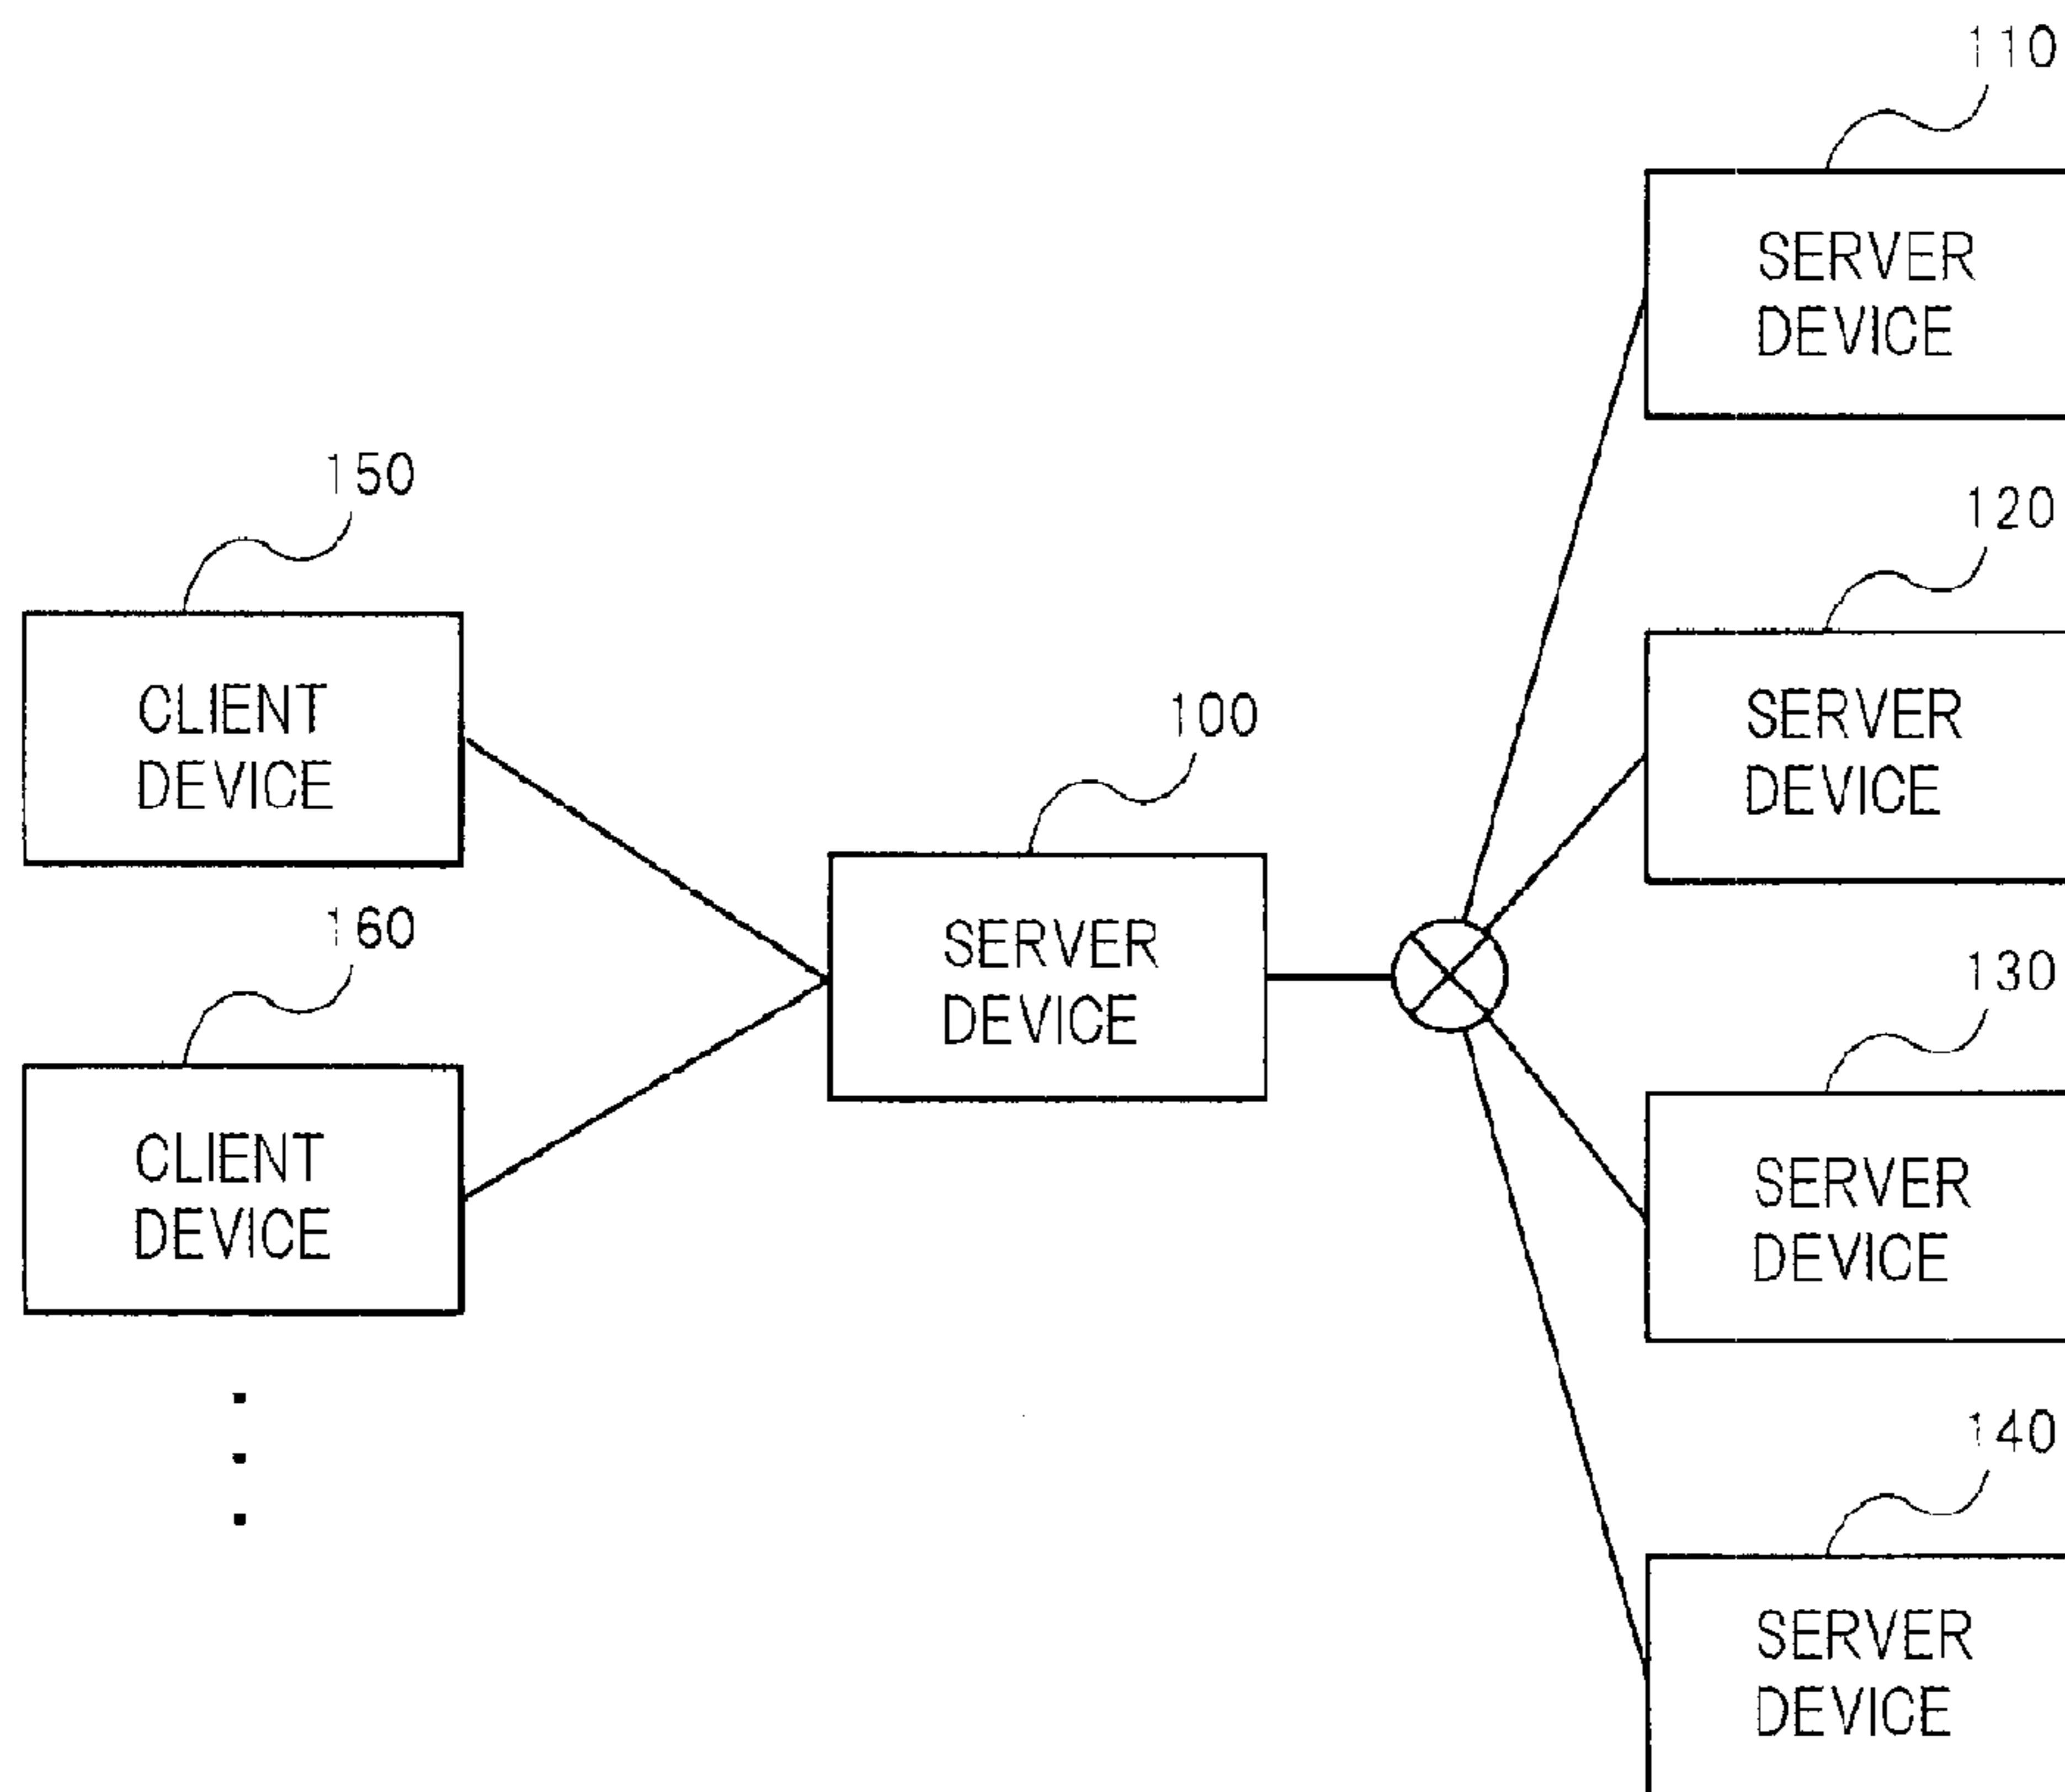 110
SERVER
DEVICE
150
120
CLIENT
DEVICE
100
SERVER
DEVICE
160
SERVER
DEVICE
130
CLIENT
DEVICE
SERVER
DEVICE
140
SERVER
DEVICE